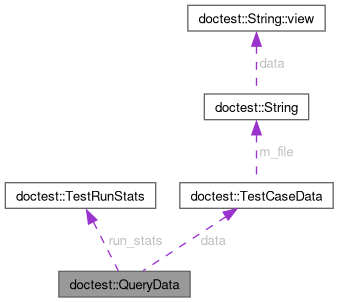 doctest::String::view
data
doctest::String
m_file
doctest::TestRunStats
doctest::TestCaseData
run_stats
data
doctest::QueryData